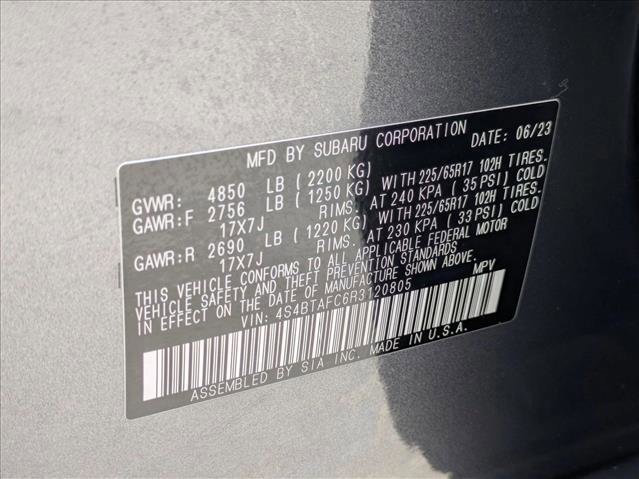 MFD BY SUBARU CORPORATION DATE: 06/23
GVWR: 4850 LB ( 2200 KG)
GAWR:F 2756 LB ( 1250 KG) WITH 225/65R17 102H TIRES.
17X7J RIMS. AT 240 KPA ( 35 PSI) COLD
GAWR:R 2690 LB ( 1220 KG) WITH 225/65R17 102H TIRES.
17X7J RIMS. AT 230 KPA ( 33 PSI) COLD
THIS VEHICLE CONFORMS TO ALL APPLICABLE FEDERAL MOTOR
VEHICLE SAFETY AND THEFT PREVENTION STANDARDS
IN EFFECT ON THE DATE OF MANUFACTURE SHOWN ABOVE.
VIN: 4S4BTAFC6R3120805 MPV
ASSEMBLED BY SIA INC. MADE IN U.S.A.